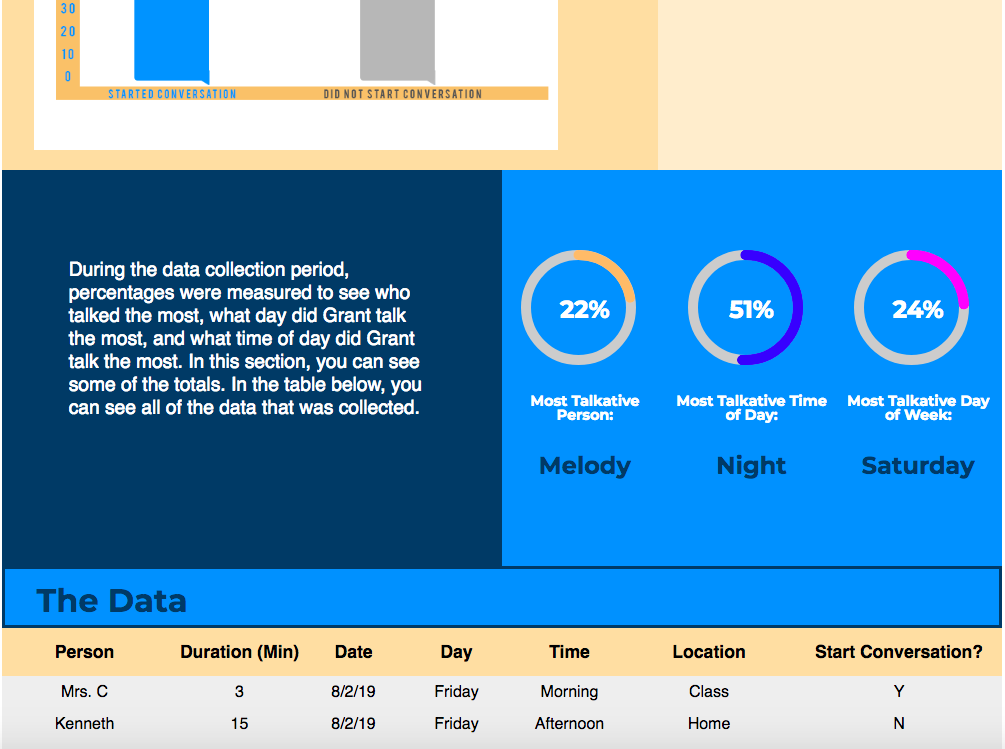 30
20
10
0
STARTED CONVERSATION
DID NOT START CONVERSATION
During the data collection period,
percentages were measured to see who
talked the most, what day did Grant talk
the most, and what time of day did Grant
talk the most. In this section, you can see
some of the totals. In the table below, you
can see all of the data that was collected.
22%
51%
24%
Most Talkative
Person:
Most Talkative Time
of Day:
Most Talkative Day
of Week:
Melody
Night
Saturday
The Data
Person Duration (Min) Date Day Time Location Start Conversation?
Mrs. C 3 8/2/19 Friday Morning Class Y
Kenneth 15 8/2/19 Friday Afternoon Home N